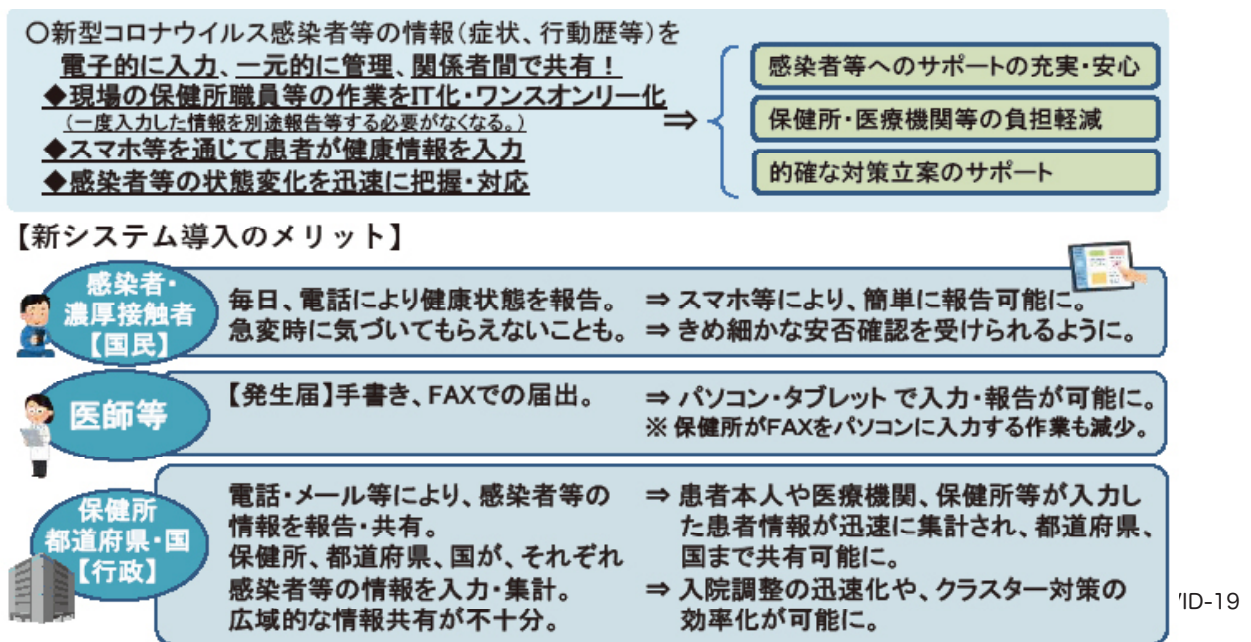 〇新型コロナウイルス感染者等の情報(症状、行動歴等)を
電子的に入力、一元的に管理、関係者間で共有！
◆現場の保健所職員等の作業をIT化・ワンスオンリー化
(一度入力した情報を別途報告等する必要がなくなる。)
◆スマホ等を通じて患者が健康情報を入力
◆感染者等の状態変化を迅速に把握・対応
⇒
感染者等へのサポートの充実・安心
保健所・医療機関等の負担軽減
的確な対策立案のサポート
【新システム導入のメリット】
感染者・
濃厚接触者
【国民】
毎日、電話により健康状態を報告。
急変時に気づいてもらえないことも。
⇒ スマホ等により、簡単に報告可能に。
⇒ きめ細かな安否確認を受けられるように。
医師等
【発生届】手書き、FAXでの届出。
⇒ パソコン・タブレット で入力・報告が可能に。
※ 保健所がFAXをパソコンに入力する作業も減少。
保健所
都道府県・国
【行政】
電話・メール等により、感染者等の
情報を報告・共有。
保健所、都道府県、国が、それぞれ
感染者等の情報を入力・集計。
広域的な情報共有が不十分。
⇒ 患者本人や医療機関、保健所等が入力し
た患者情報が迅速に集計され、都道府県、
国まで共有可能に。
⇒ 入院調整の迅速化や、クラスター対策の
効率化が可能に。
ID-19